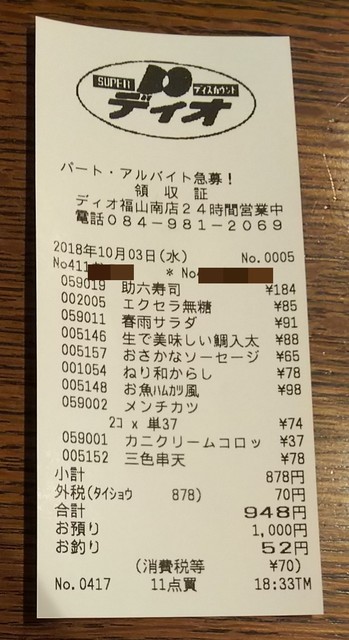 SUPER ディスカウント
ディオ
パート・アルバイト急募!
領収証
ディオ福山南店24時間営業中
電話084-981-2069
2018年10月03日(水) No.0005
No411 * No
059019 助六寿司 ¥184
002005 エクセラ無糖 ¥85
059011 春雨サラダ ¥91
005146 生で美味しい鯛入太 ¥88
005157 おさかなソーセージ ¥65
001054 ねり和からし ¥78
005148 お魚ハムカツ風 ¥98
059002 メンチカツ
2コ x 単37 ¥74
059001 カニクリームコロッ ¥37
005152 三色串天 ¥78
小計 878円
外税(タイショウ 878) 70円
合計 948円
お預り 1,000円
お釣り 52円
(消費税等 ¥70)
No.0417 11点買 18:33TM